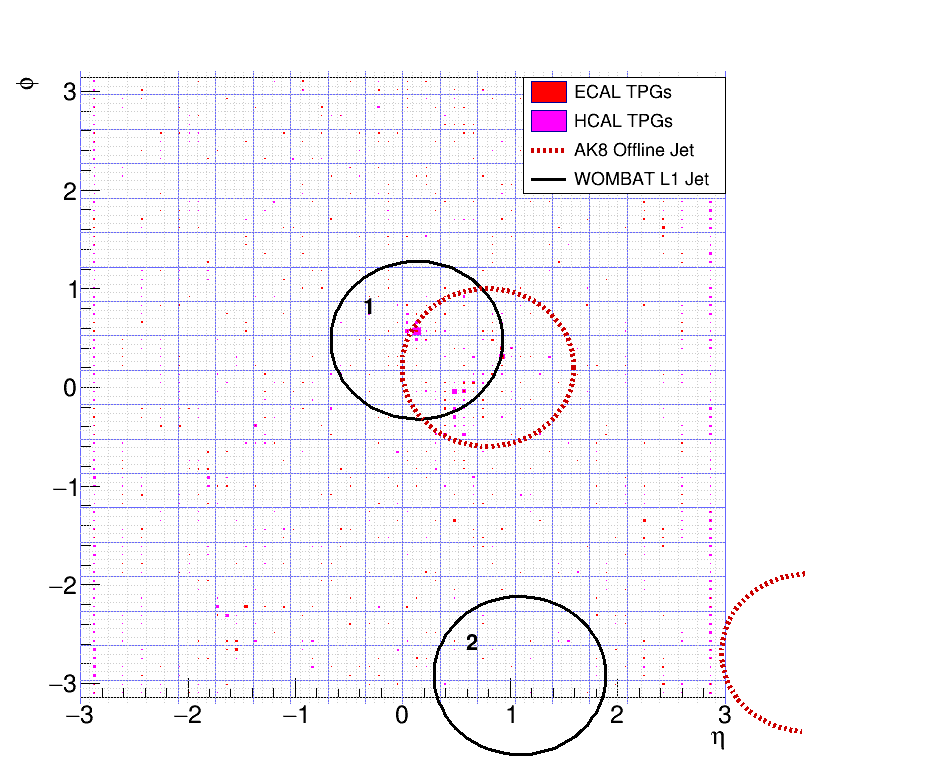 ϕ
3
2
1
0
−1
−2
−3
ECAL TPGs
HCAL TPGs
AK8 Offline Jet
WOMBAT L1 Jet
1
2
−3 −2 −1 0 1 2 3
η